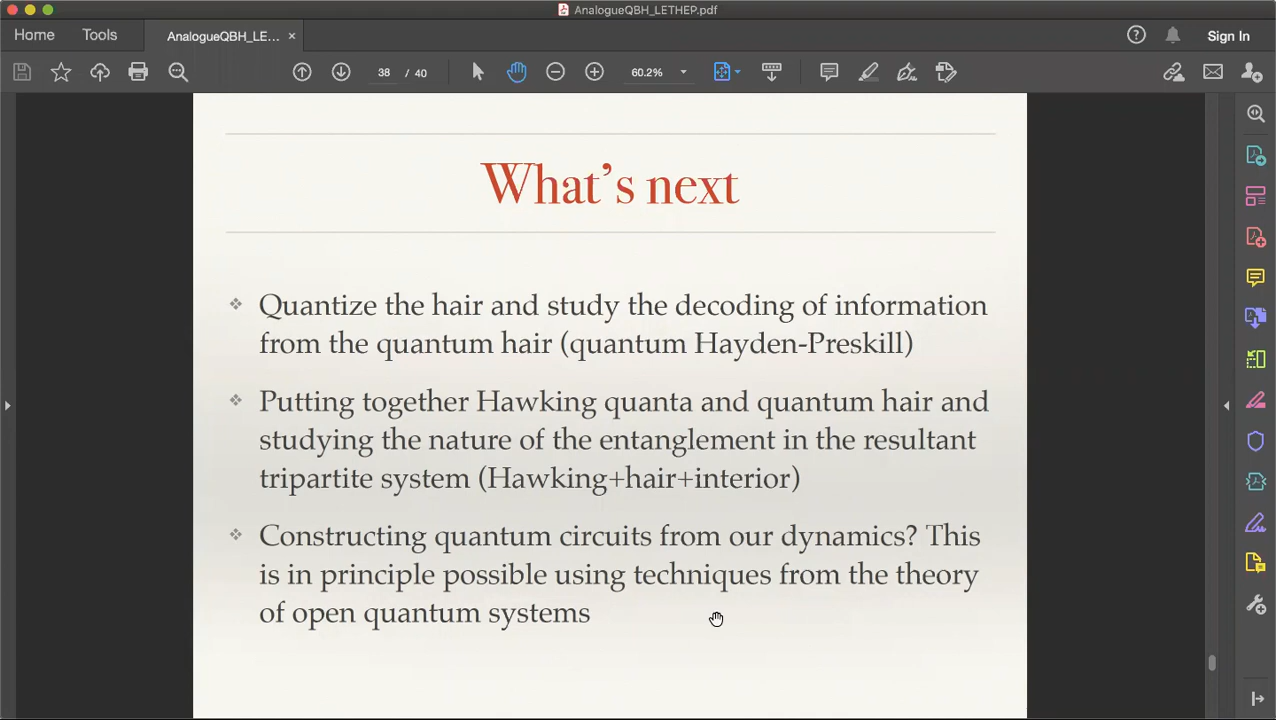 AnalogueQBH_LETHEP.pdf
Home
Tools
AnalogueQBH_LE... ×
Sign In
38 / 40
60.2%
What's next
❖ Quantize the hair and study the decoding of information
from the quantum hair (quantum Hayden-Preskill)
❖ Putting together Hawking quanta and quantum hair and
studying the nature of the entanglement in the resultant
tripartite system (Hawking+hair+interior)
❖ Constructing quantum circuits from our dynamics? This
is in principle possible using techniques from the theory
of open quantum systems